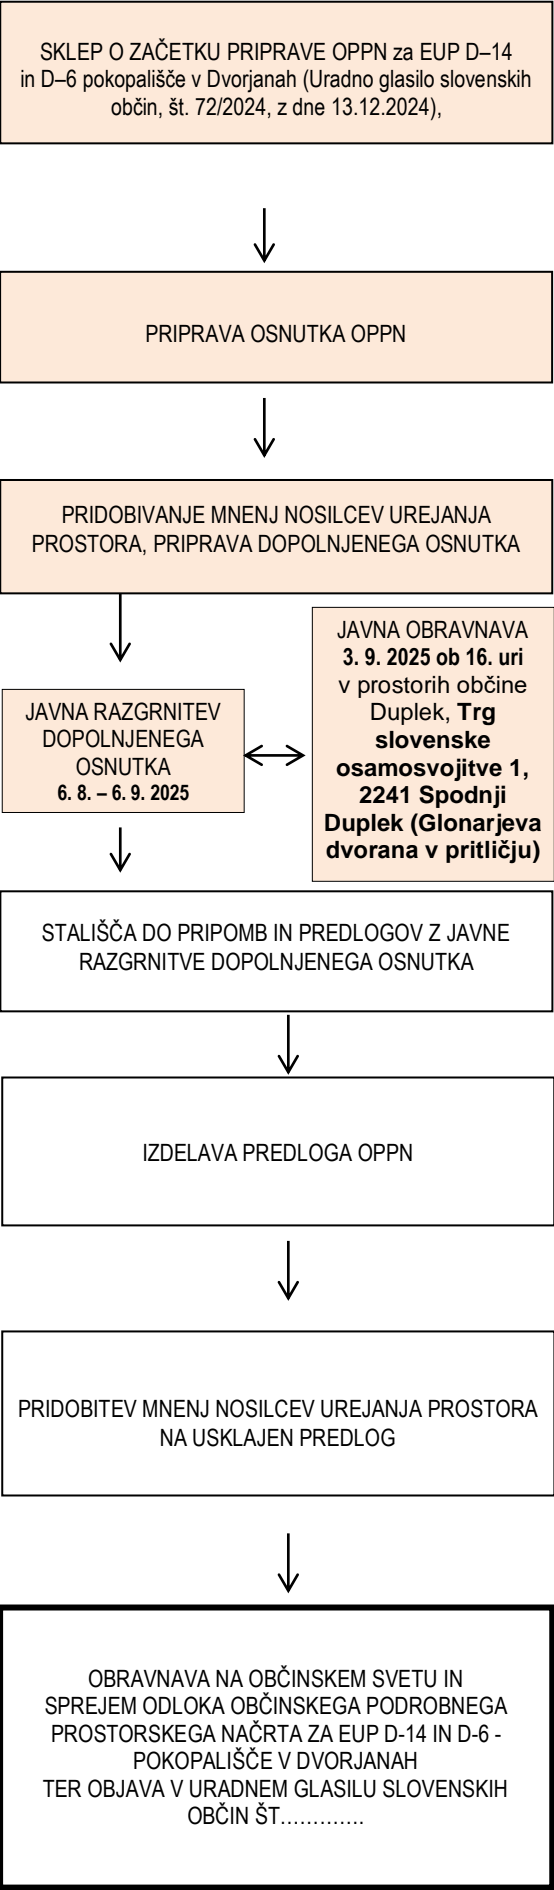 SKLEP O ZAČETKU PRIPRAVE OPPN za EUP D–14
in D–6 pokopališče v Dvorjanah (Uradno glasilo slovenskih
občin, št. 72/2024, z dne 13.12.2024),
PRIPRAVA OSNUTKA OPPN
PRIDOBIVANJE MNENJ NOSILCEV UREJANJA
PROSTORA, PRIPRAVA DOPOLNJENEGA OSNUTKA
JAVNA RAZGRNITEV
DOPOLNJENEGA
OSNUTKA
6. 8. – 6. 9. 2025
JAVNA OBRAVNAVA
3. 9. 2025 ob 16. uri
v prostorih občine
Duplek, Trg
slovenske
osamosvojitve 1,
2241 Spodnji
Duplek (Glonarjeva
dvorana v pritličju)
STALIŠČA DO PRIPOMB IN PREDLOGOV Z JAVNE
RAZGRNITVE DOPOLNJENEGA OSNUTKA
IZDELAVA PREDLOGA OPPN
PRIDOBITEV MNENJ NOSILCEV UREJANJA PROSTORA
NA USKLAJEN PREDLOG
OBRAVNAVA NA OBČINSKEM SVETU IN
SPREJEM ODLOKA OBČINSKEGA PODROBNEGA
PROSTORSKEGA NAČRTA ZA EUP D-14 IN D-6 -
POKOPALIŠČE V DVORJANAH
TER OBJAVA V URADNEM GLASILU SLOVENSKIH
OBČIN ŠT.............